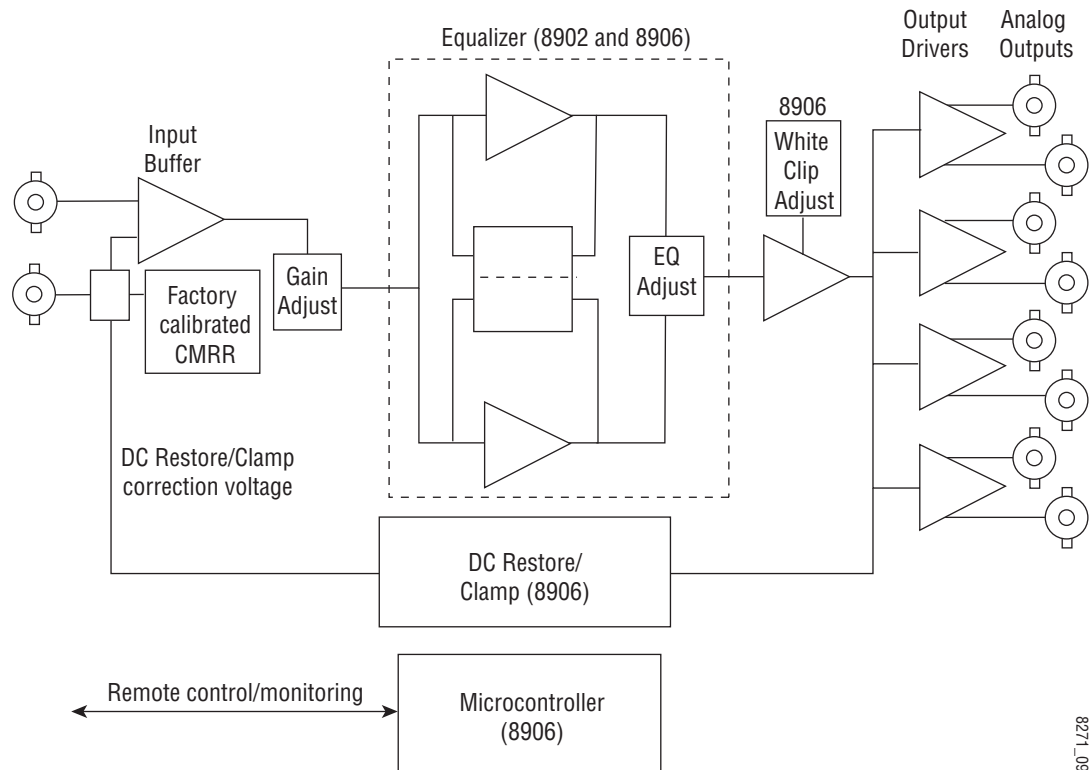 Equalizer (8902 and 8906)
Output
Drivers
Analog
Outputs
Input
Buffer
8906
White
Clip
Adjust
Gain
Adjust
EQ
Adjust
Factory
calibrated
CMRR
DC Restore/Clamp
correction voltage
DC Restore/
Clamp (8906)
Remote control/monitoring
Microcontroller
(8906)
8271_09